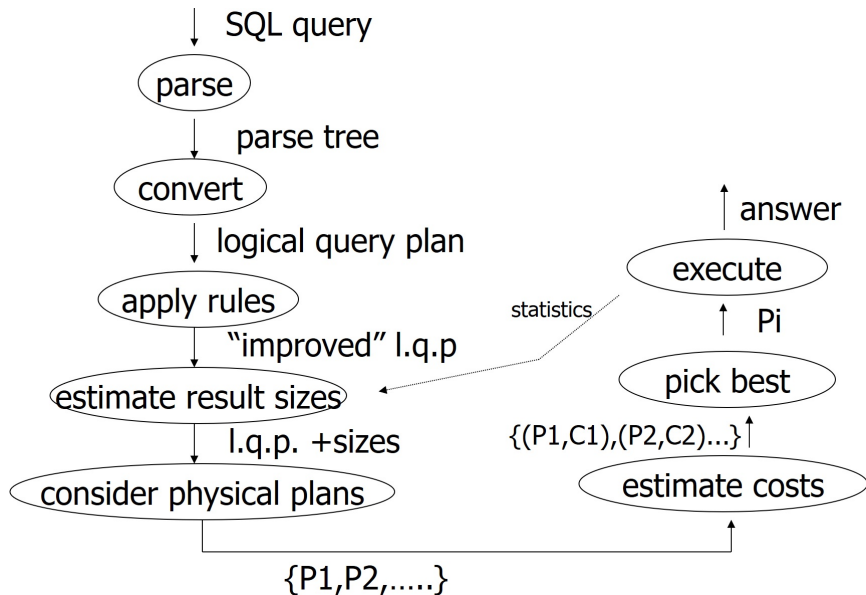 SQL query
parse
parse tree
convert
logical query plan
apply rules
“improved” l.q.p
estimate result sizes
l.q.p. +sizes
consider physical plans
{P1,P2,…..}
estimate costs
{(P1,C1),(P2,C2)...}
pick best
Pi
execute
answer
statistics